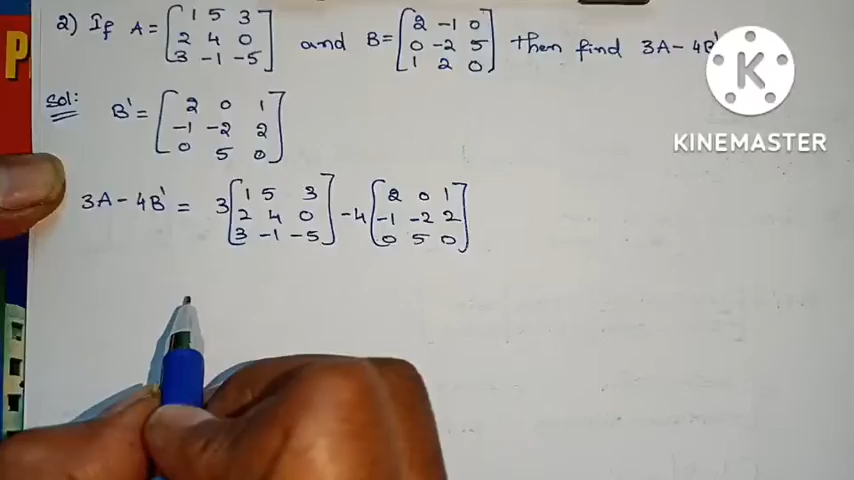 2) If A = [1 5 3 and B = [2 -1 0 then find 3A - 4B'
2 4 0 0 -2 5
3 -1 -5] 1 2 0]
Sol: B' = [2 0 1
-1 -2 2
0 5 0]
3A - 4B' = 3[1 5 3 -4[2 0 1
2 4 0 -1 -2 2
3 -1 -5] 0 5 0]
P
K
KINEMASTER